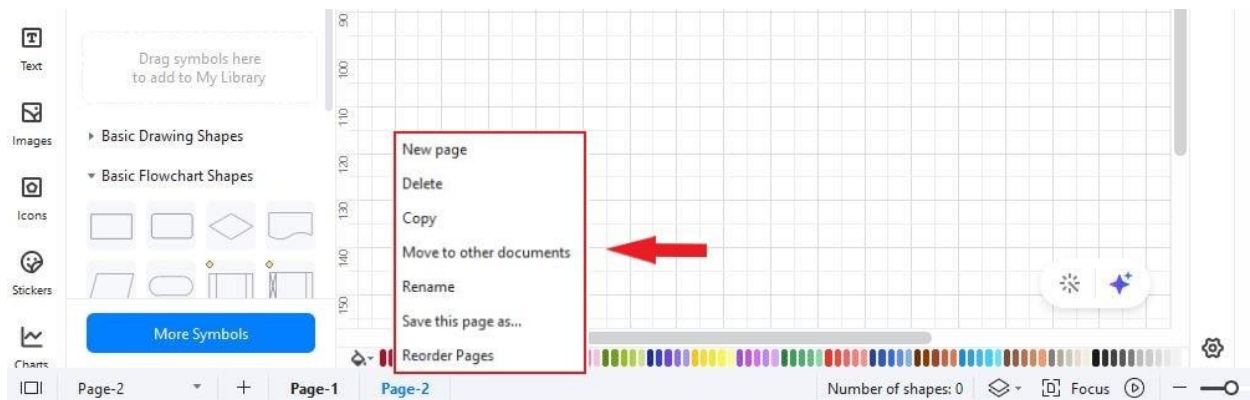 Text
Images
Icons
Stickers
Charts
Drag symbols here
to add to My Library
Basic Drawing Shapes
Basic Flowchart Shapes
More Symbols
90
100
110
120
130
140
150
New page
Delete
Copy
Move to other documents
Rename
Save this page as...
Reorder Pages
Page-2
Page-1
Page-2
Number of shapes: 0
Focus